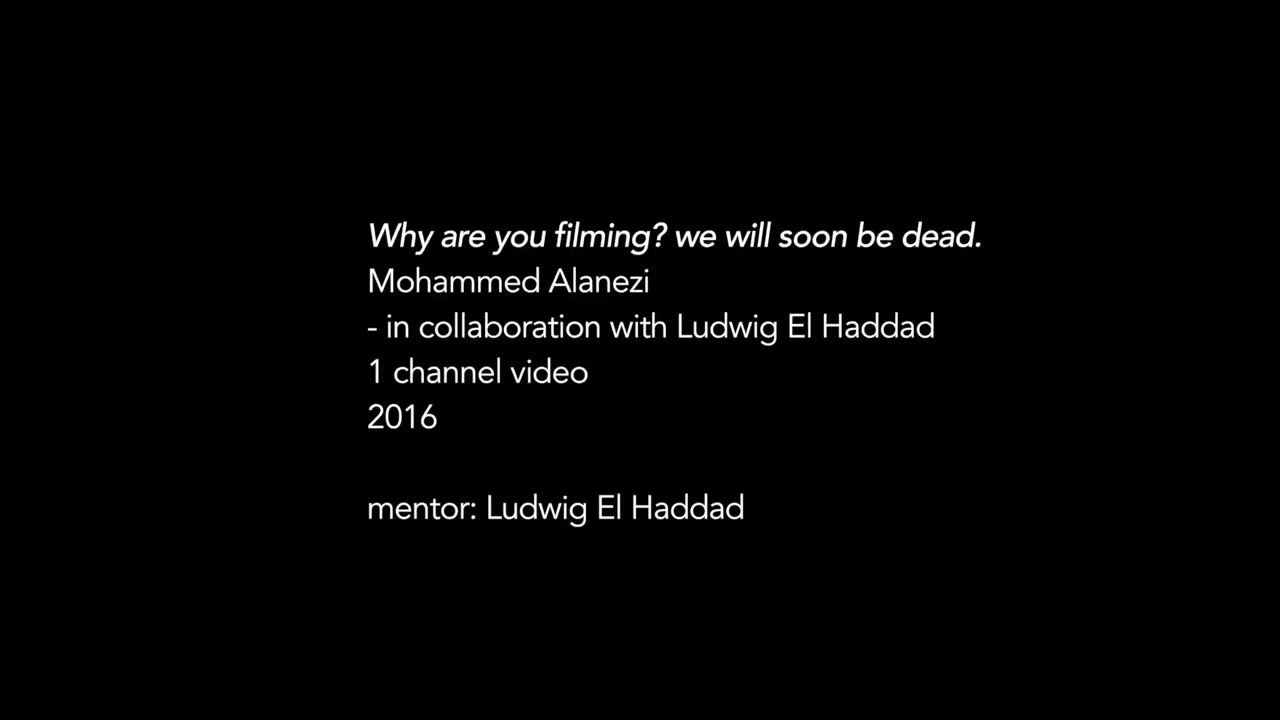 Why are you filming? we will soon be dead.
Mohammed Alanezi
- in collaboration with Ludwig El Haddad
1 channel video
2016
mentor: Ludwig El Haddad